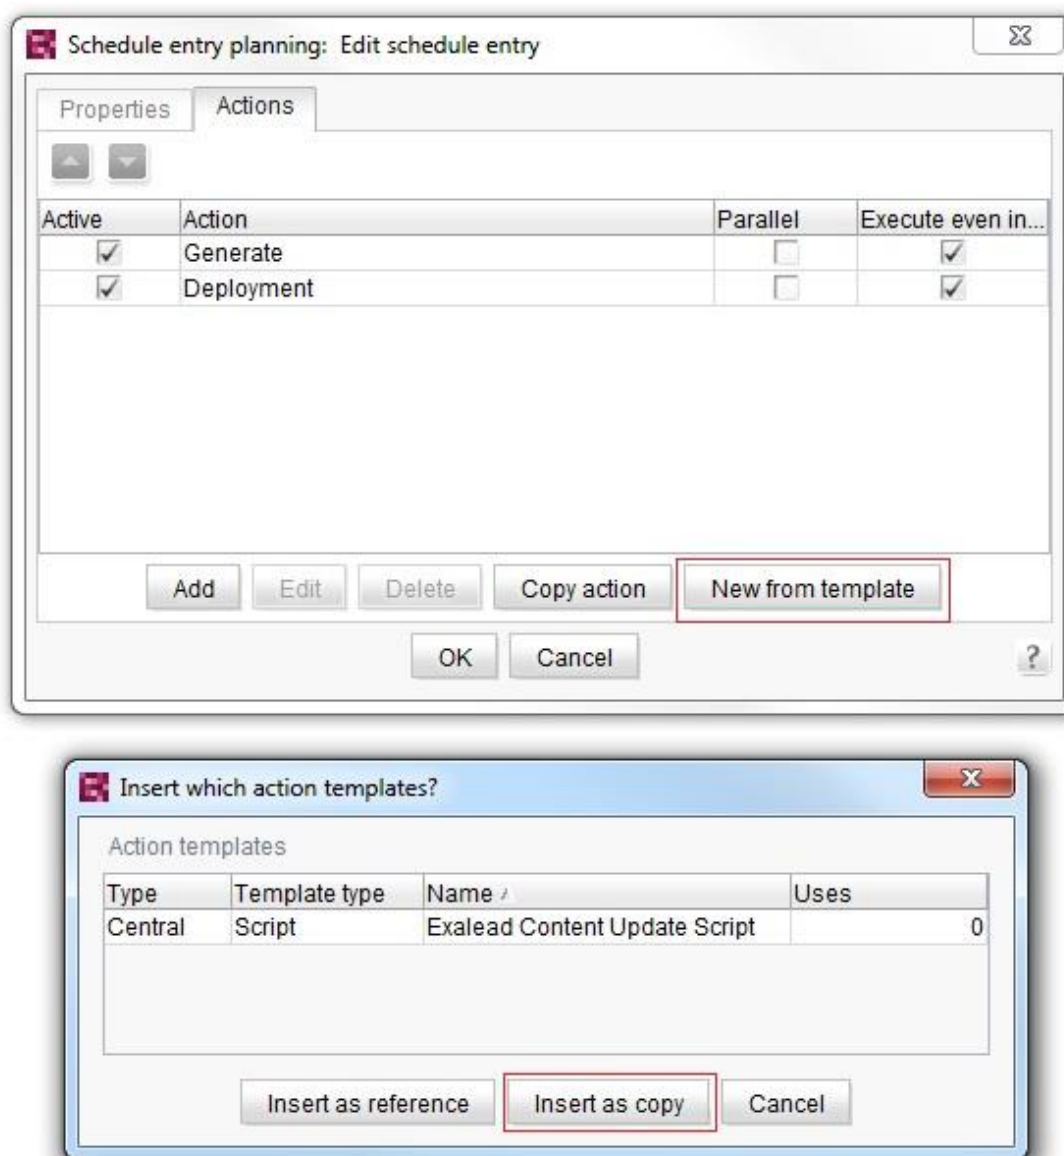 Schedule entry planning: Edit schedule entry
Properties Actions
Active Action Parallel Execute even in...
Generate
Deployment
Add Edit Delete Copy action New from template
OK Cancel ?
Insert which action templates?
Action templates
Type Template type Name Uses
Central Script Exalead Content Update Script 0
Insert as reference Insert as copy Cancel